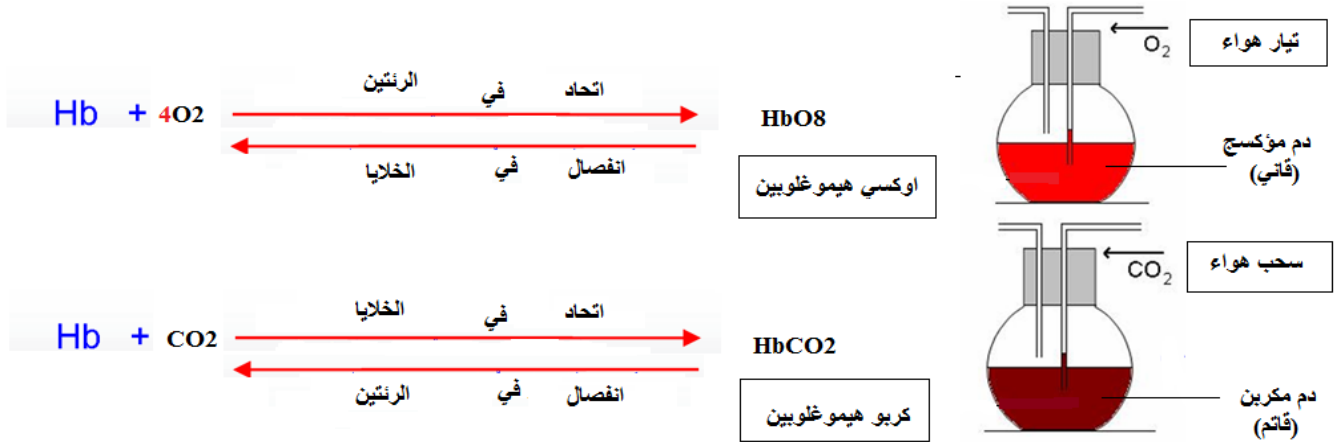 Hb + 4O2
اتحاد في الرئتين
انفصال في الخلايا
HbO8
اوكسي هيموغلوبين
O2
تيار هواء
دم مؤكسج
(قاني)
Hb + CO2
اتحاد في الخلايا
انفصال في الرئتين
HbCO2
كربو هيموغلوبين
CO2
سحب هواء
دم مكربن
(قاتم)